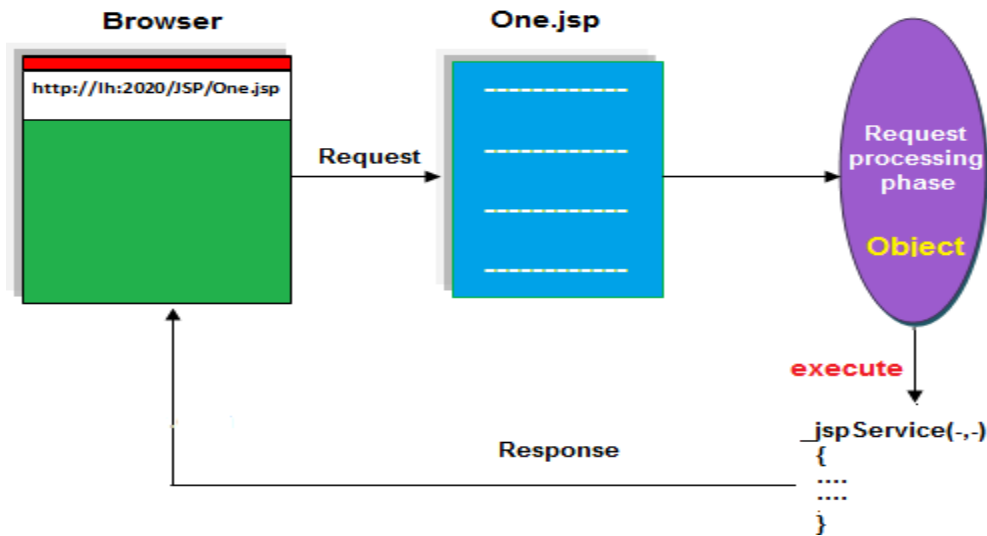 Browser
One.jsp
http://lh:2020/JSP/One.jsp
Request
Request
processing
phase
Object
execute
_jspService(-,-)
{
....
....
}
Response